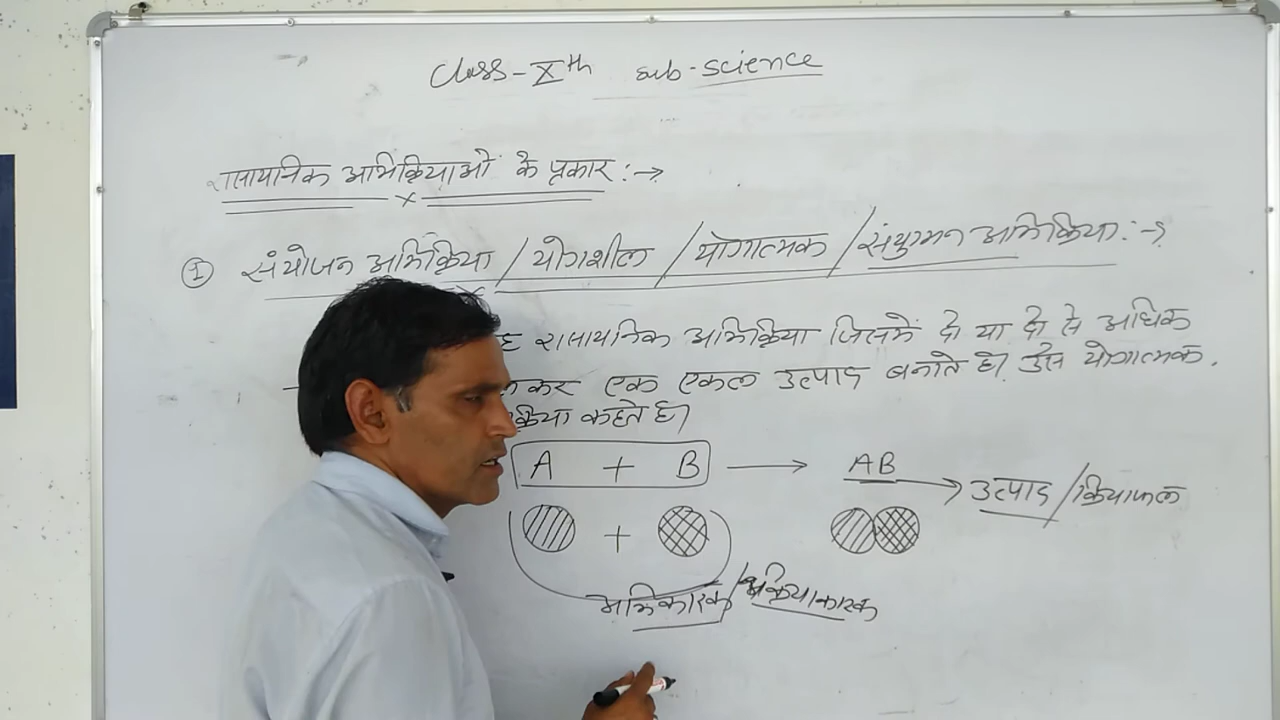 Class-Xth sub-science
रासायनिक अभिक्रियाओं के प्रकार :→
① संयोजन अभिक्रिया / योगशील / योगात्मक / संयुग्मन अभिक्रिया :→
रासायनिक अभिक्रिया जिसमें दो या दो से अधिक
एक एकल उत्पाद बनाते है। उसे योगात्मक.
कहते है।
A + B → AB → उत्पाद / क्रियाफल
+
अभिकारक / क्रियाकारक